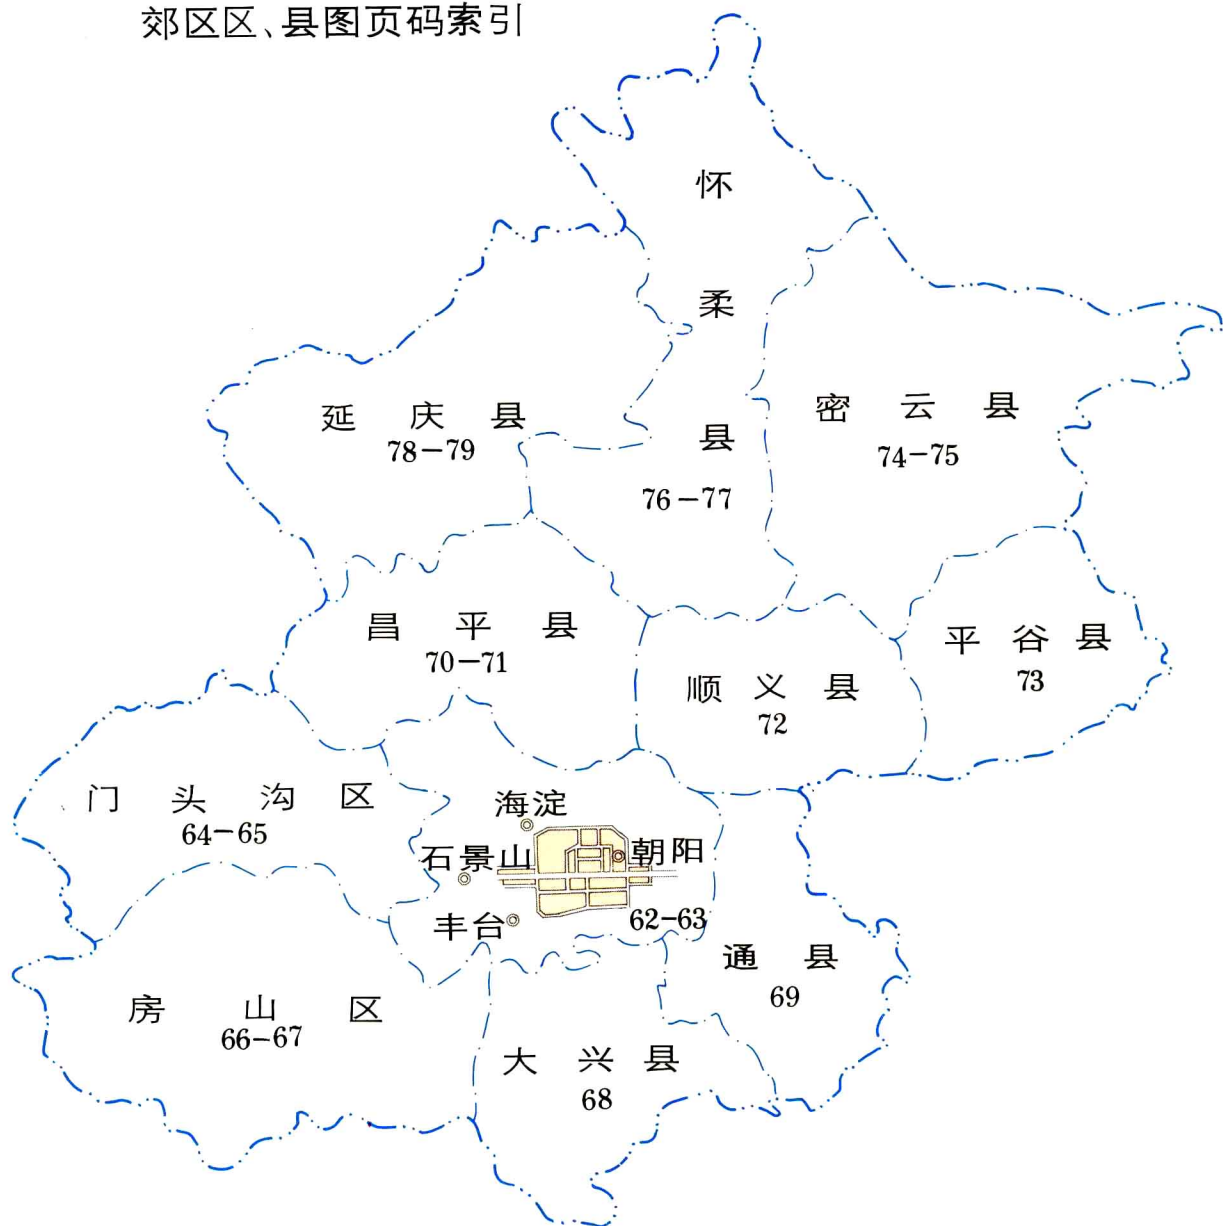 郊区区、县图页码索引
怀
柔
县
76-77
延庆县
78-79
密云县
74-75
昌平县
70-71
平谷县
73
顺义县
72
门头沟区
64-65
海淀
石景山
朝阳
丰台
62-63
通县
69
房山区
66-67
大兴县
68